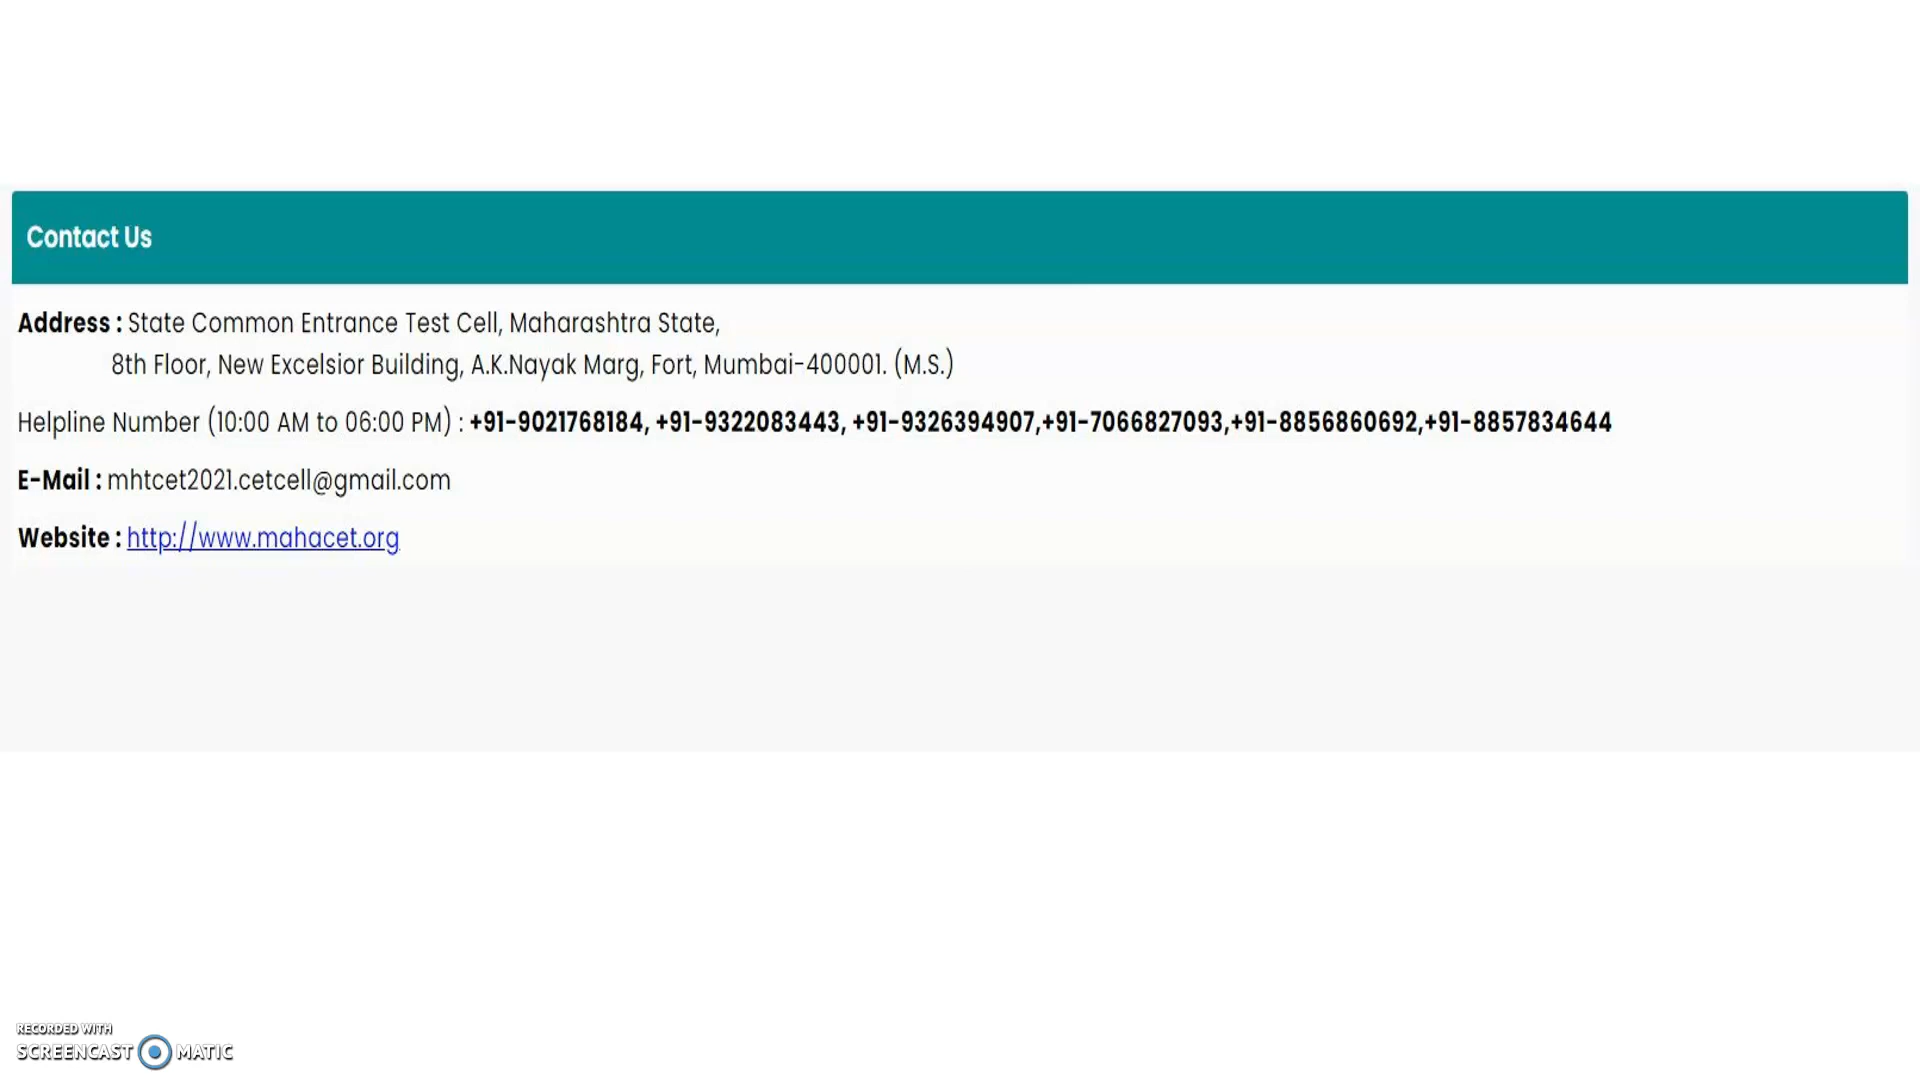 Contact Us
Address : State Common Entrance Test Cell, Maharashtra State,
8th Floor, New Excelsior Building, A.K.Nayak Marg, Fort, Mumbai-400001. (M.S.)
Helpline Number (10:00 AM to 06:00 PM) : +91-9021768184, +91-9322083443, +91-9326394907,+91-7066827093,+91-8856860692,+91-8857834644
E-Mail : mhtcet2021.cetcell@gmail.com
Website : http://www.mahacet.org
RECORDED WITH
SCREENCAST MATIC